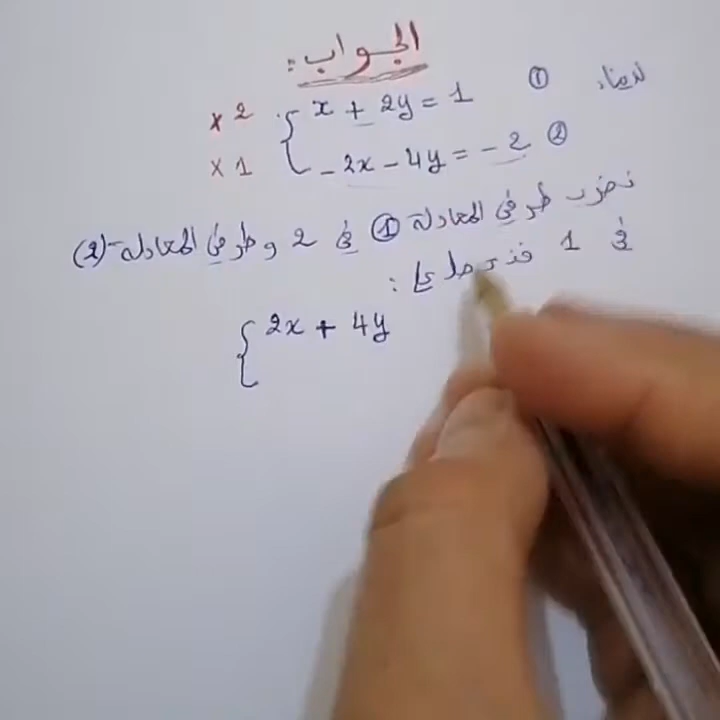 الجواب:
لدينا، ① x + 2y = 1 × 2
② - 2x - 4y = - 2 × 1
نضرب طرفي المعادلة ① في 2 وطرفي المعادلة (2)
في 1 فنحصل على:
2x + 4y